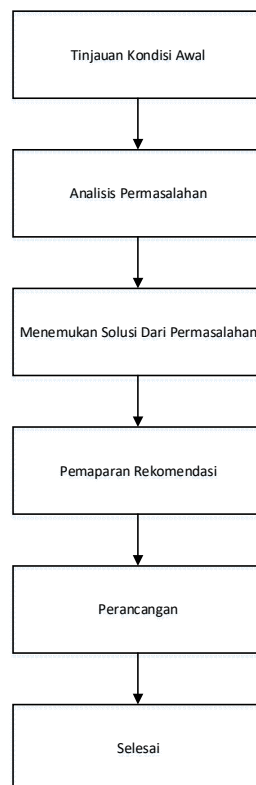 Tinjauan Kondisi Awal
Analisis Permasalahan
Menemukan Solusi Dari Permasalahan
Pemaparan Rekomendasi
Perancangan
Selesai